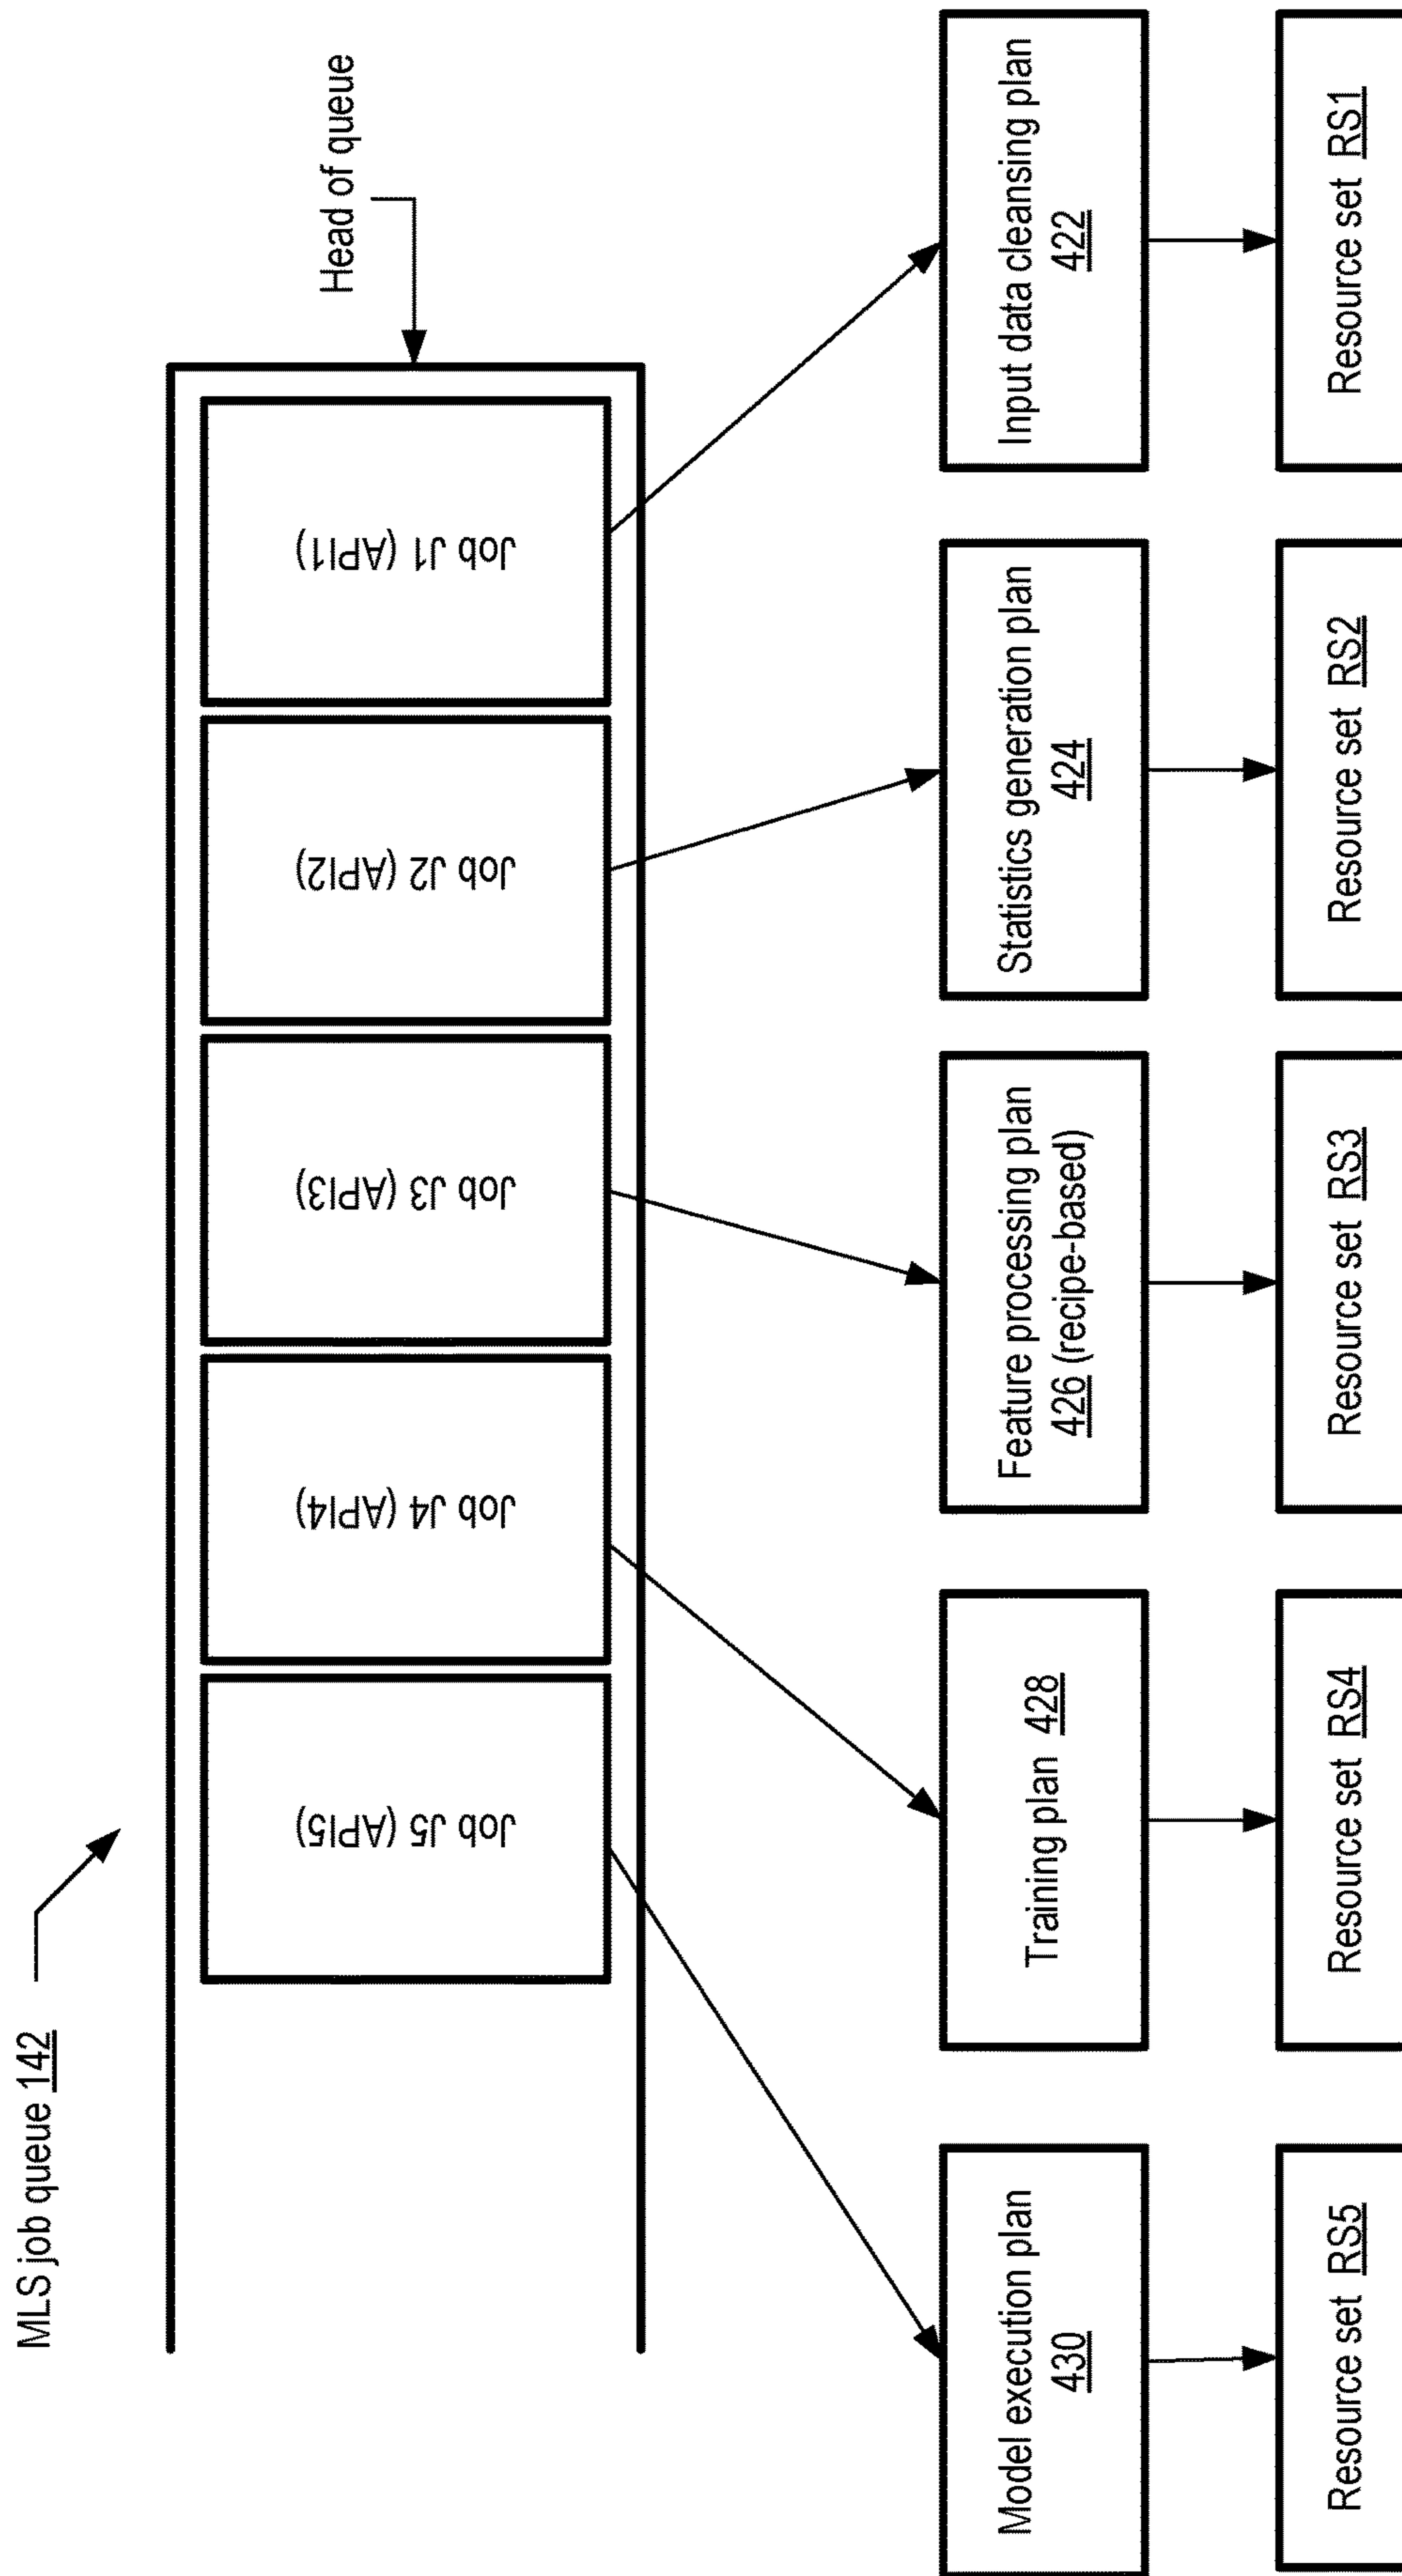 MLS job queue 142
Head of queue
Job J5 (API5)
Job J4 (API4)
Job J3 (API3)
Job J2 (API2)
Job J1 (API1)
Model execution plan
430
Training plan 428
Feature processing plan
426 (recipe-based)
Statistics generation plan
424
Input data cleansing plan
422
Resource set RS5
Resource set RS4
Resource set RS3
Resource set RS2
Resource set RS1